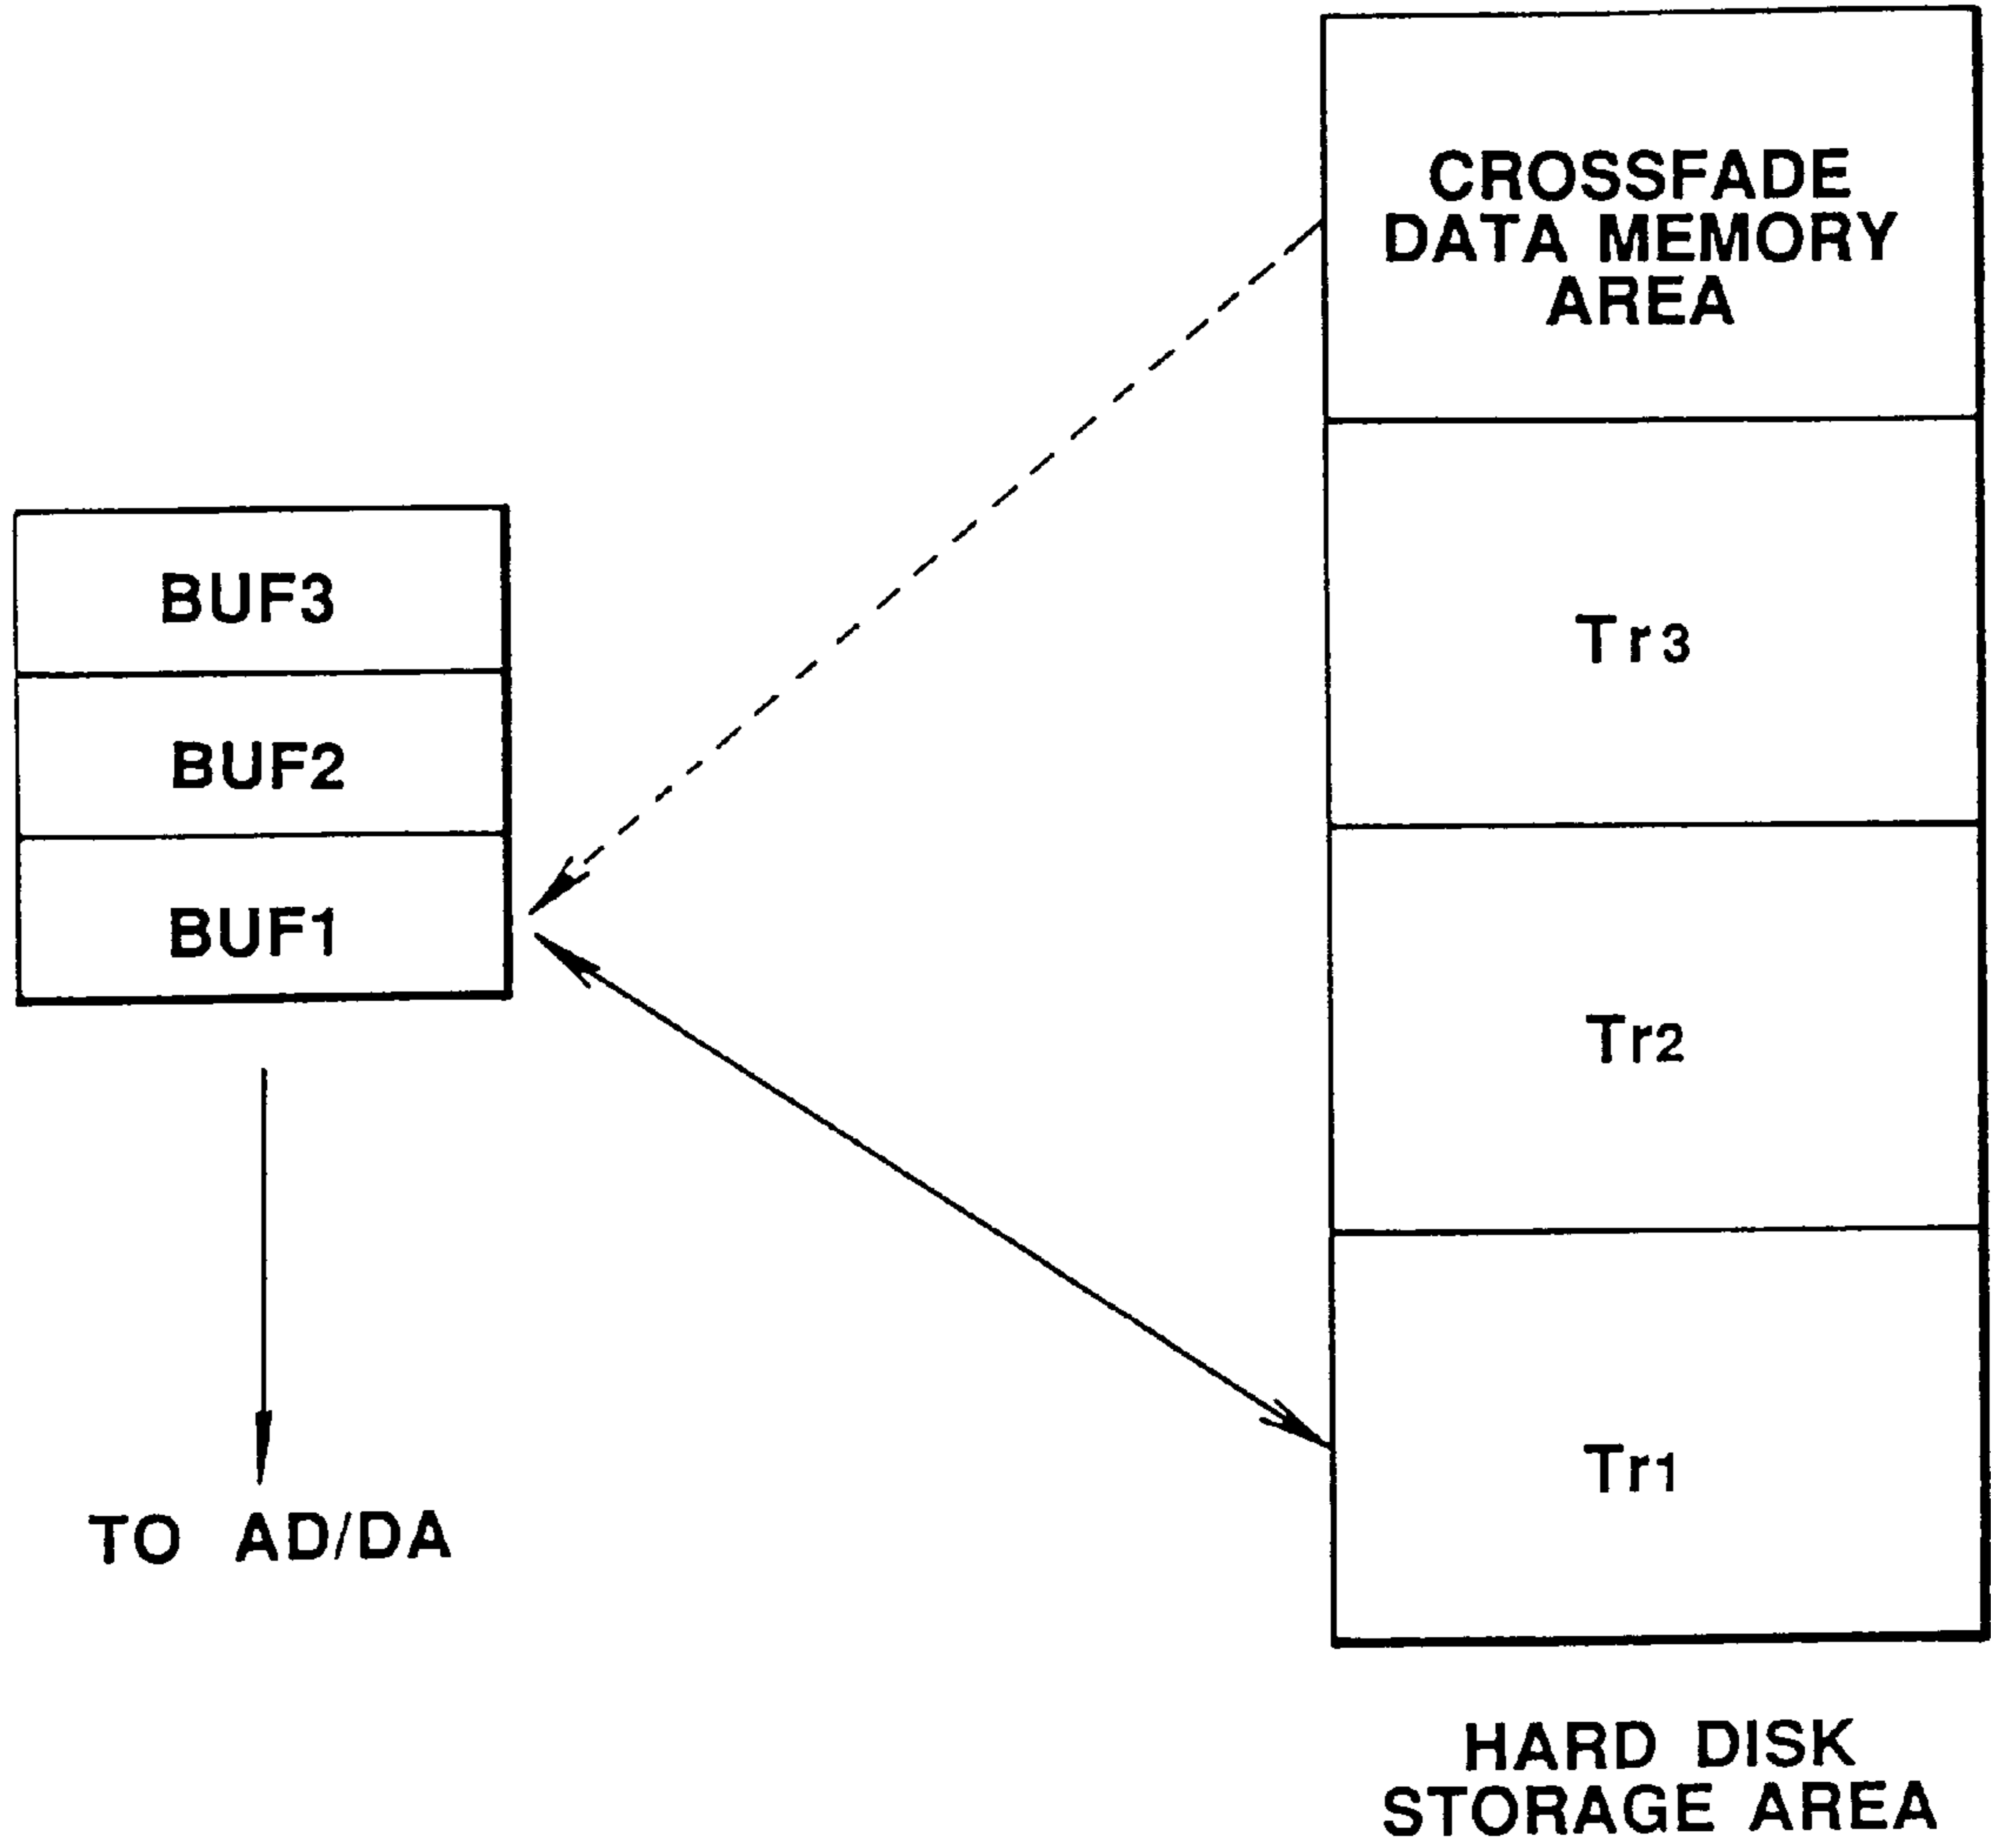 CROSSFADE
DATA MEMORY
AREA
BUF3
Tr3
BUF2
BUF1
Tr2
Tr1
TO AD/DA
HARD DISK
STORAGE AREA